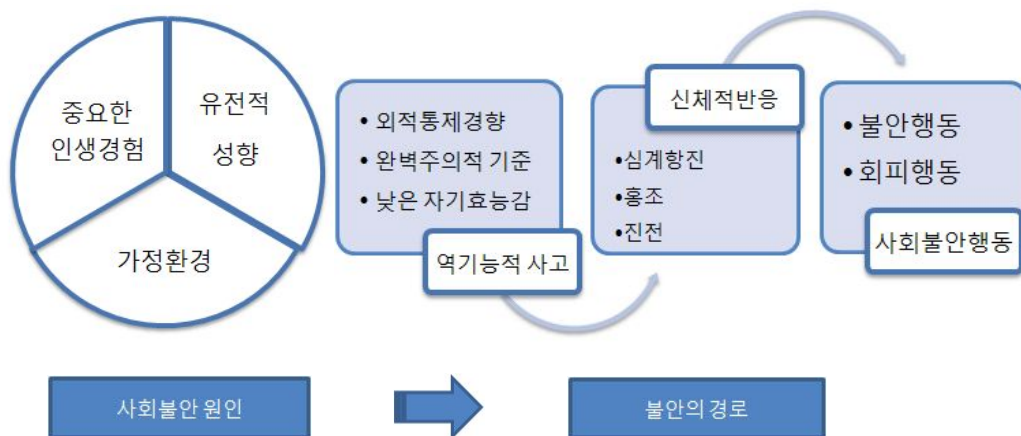 중요한
인생경험
유전적
성향
가정환경
• 외적통제경향
• 완벽주의적 기준
• 낮은 자기효능감
역기능적 사고
신체적반응
•심계항진
•홍조
•진전
• 불안행동
• 회피행동
사회불안행동
사회불안 원인
불안의 경로